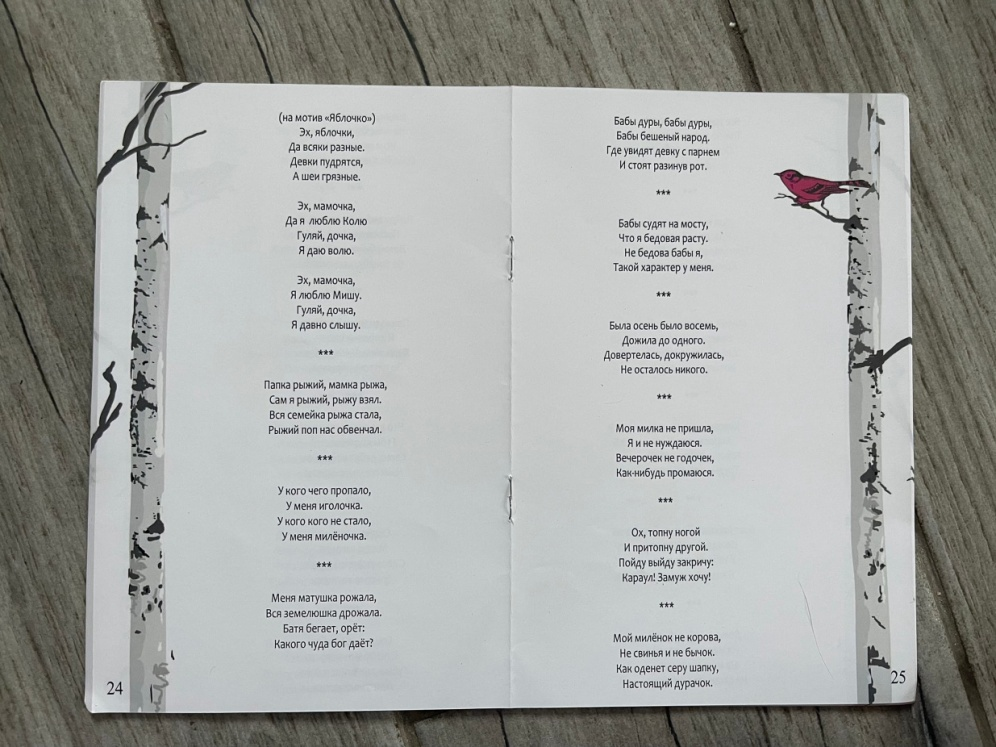 (на мотив «Яблочко»)
Эх, яблочки,
Да всяки разные.
Девки пудрятся,
А шеи грязные.
Эх, мамочка,
Да я люблю Колю
Гуляй, дочка,
Я даю волю.
Эх, мамочка,
Я люблю Мишу.
Гуляй, дочка,
Я давно слышу.
***
Папка рыжий, мамка рыжа,
Сам я рыжий, рыжу взял.
Вся семейка рыжа стала,
Рыжий поп нас обвенчал.
***
У кого чего пропало,
У меня иголочка.
У кого кого не стало,
У меня милёночка.
***
Меня матушка рожала,
Вся земелюшка дрожала.
Батя бегает, орёт:
Какого чуда бог даёт?
24
Бабы дуры, бабы дуры,
Бабы бешеный народ.
Где увидят девку с парнем
И стоят разинув рот.
***
Бабы судят на мосту,
Что я бедовая расту.
Не бедова бабы я,
Такой характер у меня.
***
Была осень было восемь,
Дожила до одного.
Довертелась, докружилась,
Не осталось никого.
***
Моя милка не пришла,
Я и не нуждаюся.
Вечерочек не годочек,
Как-нибудь промаюся.
***
Ох, топну ногой
И притопну другой.
Пойду выйду закричу:
Караул! Замуж хочу!
***
Мой милёнок не корова,
Не свинья и не бычок.
Как оденет серу шапку,
Настоящий дурачок.
25